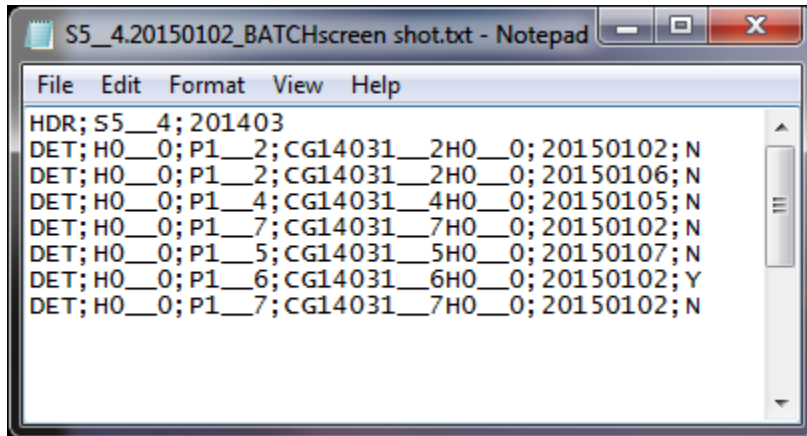 S5__4.20150102_BATCHscreen shot.txt - Notepad
File Edit Format View Help
HDR;S5__4;201403
DET;H0__0;P1__2;CG14031__2H0__0;20150102;N
DET;H0__0;P1__2;CG14031__2H0__0;20150106;N
DET;H0__0;P1__4;CG14031__4H0__0;20150105;N
DET;H0__0;P1__7;CG14031__7H0__0;20150102;N
DET;H0__0;P1__5;CG14031__5H0__0;20150107;N
DET;H0__0;P1__6;CG14031__6H0__0;20150102;Y
DET;H0__0;P1__7;CG14031__7H0__0;20150102;N